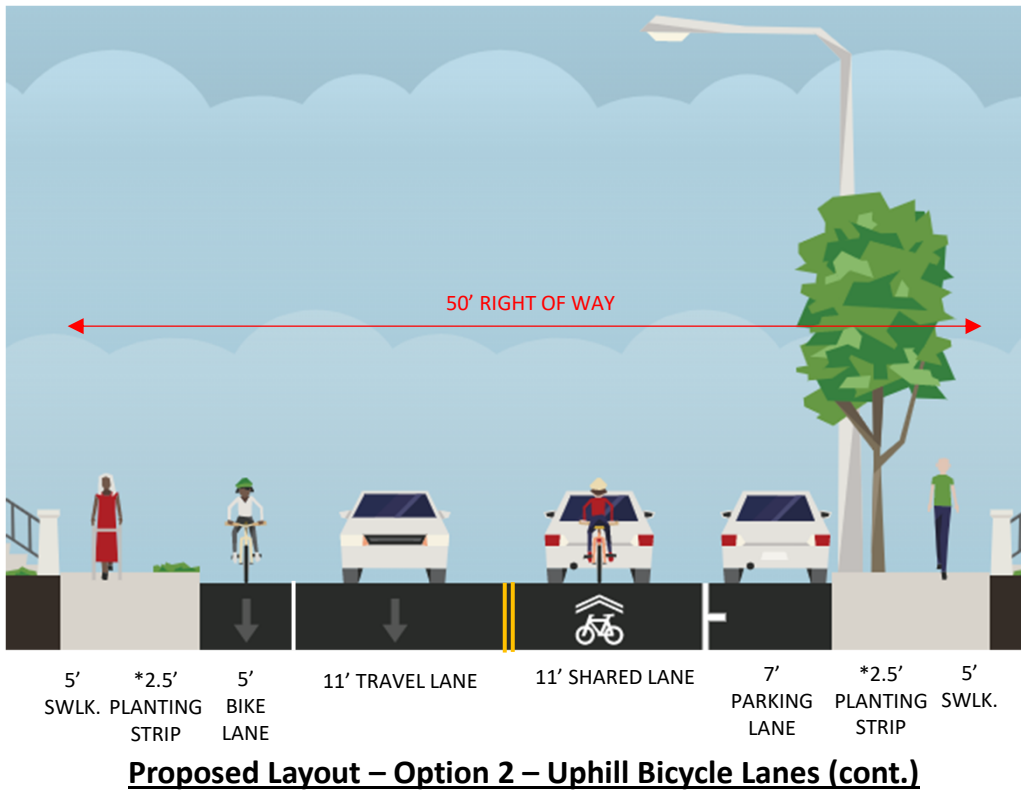 50’ RIGHT OF WAY
5’
SWLK.
*2.5’
PLANTING
STRIP
5’
BIKE
LANE
11’ TRAVEL LANE
11’ SHARED LANE
7’
PARKING
LANE
*2.5’
PLANTING
STRIP
5’
SWLK.
Proposed Layout – Option 2 – Uphill Bicycle Lanes (cont.)